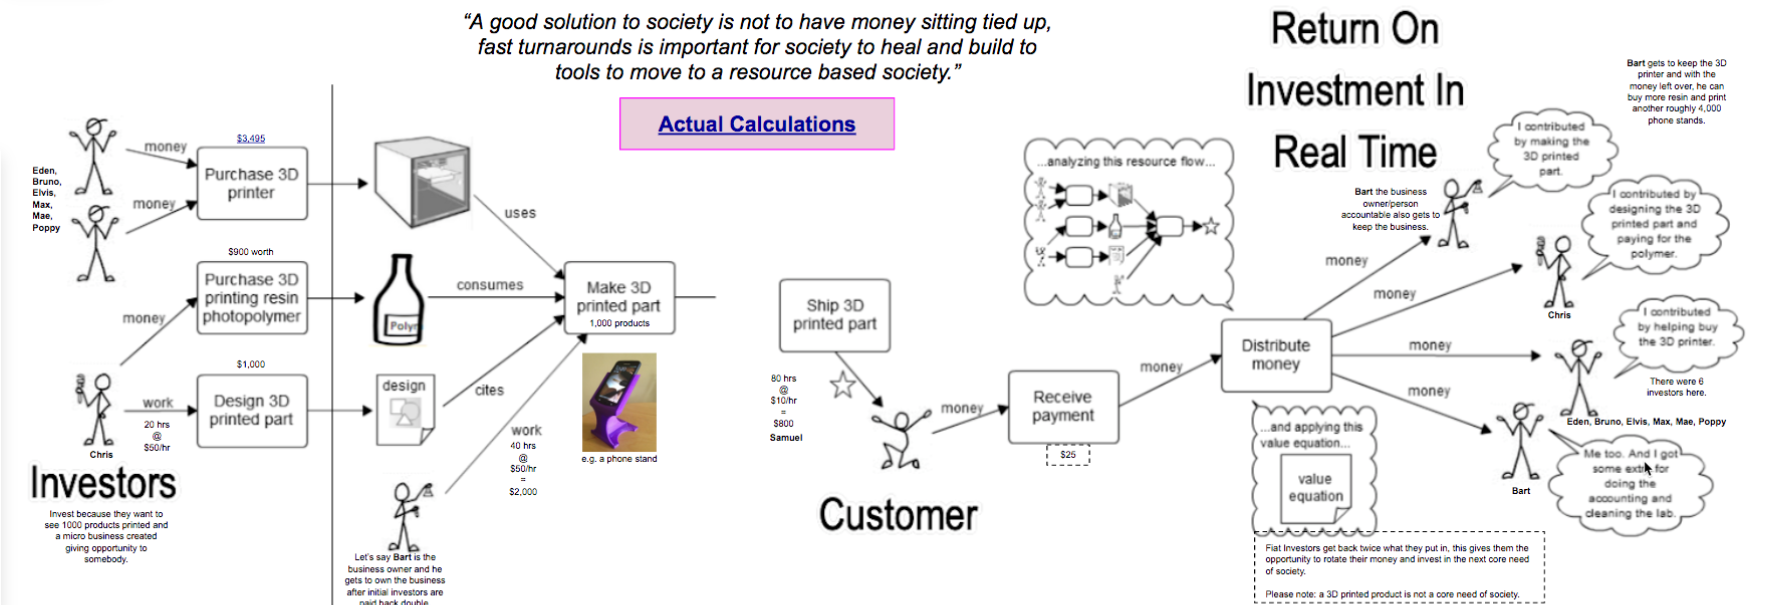 “A good solution to society is not to have money sitting tied up,
fast turnarounds is important for society to heal and build to
tools to move to a resource based society.”
Actual Calculations
Return On
Investment In
Real Time
Eden,
Bruno,
Elvis,
Max,
Mae,
Poppy
money
money
$3,495
Purchase 3D
printer
$900 worth
Purchase 3D
printing resin
photopolymer
money
$1,000
Design 3D
printed part
work
20 hrs
@
$50/hr
Chris
Investors
Invest because they want to
see 1000 products printed and
a micro business created
giving opportunity to
somebody.
uses
consumes
Polyr
design
cites
work
40 hrs
@
$50/hr
=
$2,000
Let's say Bart is the
business owner and he
gets to own the business
after initial investors are
paid back double
Make 3D
printed part
1,000 products
e.g. a phone stand
Ship 3D
printed part
80 hrs
@
$10/hr
=
$800
Samuel
Customer
money
Receive
payment
$25
money
...analyzing this resource flow...
Distribute
money
...and applying this
value equation...
value
equation
Fiat Investors get back twice what they put in, this gives them the
opportunity to rotate their money and invest in the next core need
of society.
Please note: a 3D printed product is not a core need of society.
money
money
money
money
Bart the business
owner/person
accountable also gets to
keep the business.
I contributed
by making the
3D printed
part.
Bart gets to keep the 3D
printer and with the
money left over, he can
buy more resin and print
another roughly 4,000
phone stands.
Chris
I contributed by
designing the 3D
printed part and
paying for the
polymer.
I contributed
by helping buy
the 3D printer.
There were 6
investors here.
Eden, Bruno, Elvis, Max, Mae, Poppy
Bart
Me too. And I got
some extra for
doing the
accounting and
cleaning the lab.